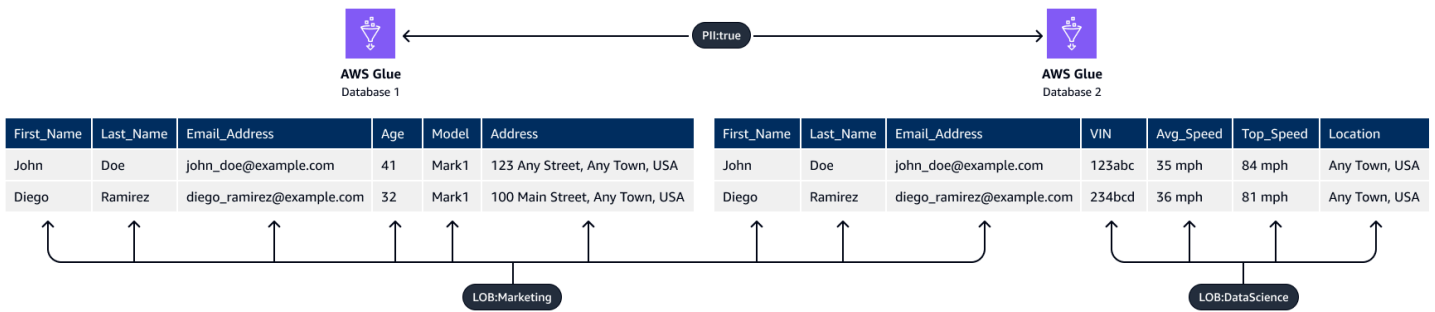 PII:true
AWS Glue
Database 1
AWS Glue
Database 2
First_Name Last_Name Email_Address Age Model Address
John Doe john_doe@example.com 41 Mark1 123 Any Street, Any Town, USA
Diego Ramirez diego_ramirez@example.com 32 Mark1 100 Main Street, Any Town, USA
First_Name Last_Name Email_Address VIN Avg_Speed Top_Speed Location
John Doe john_doe@example.com 123abc 35 mph 84 mph Any Town, USA
Diego Ramirez diego_ramirez@example.com 234bcd 36 mph 81 mph Any Town, USA
LOB:Marketing
LOB:DataScience